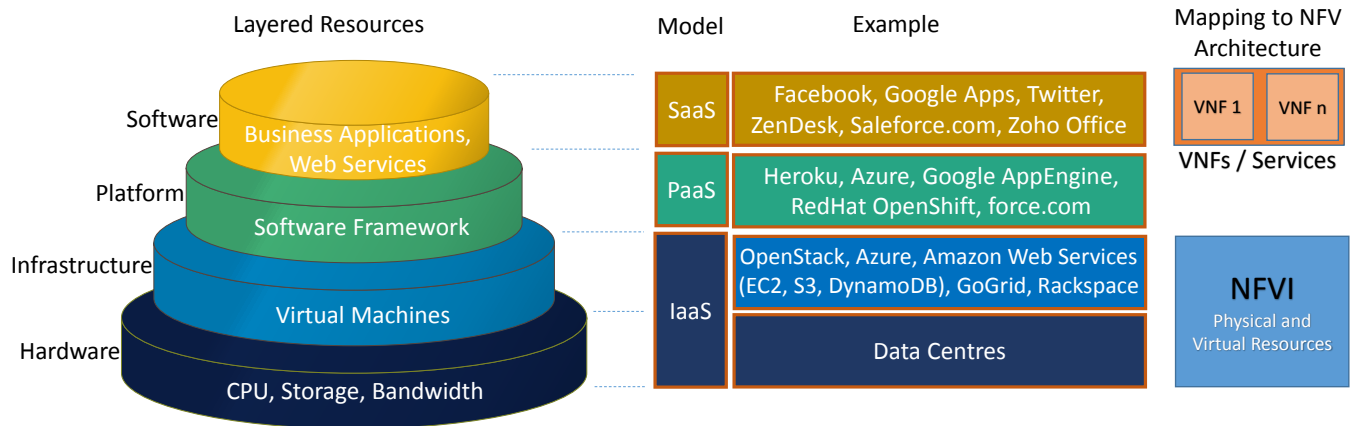 Layered Resources
Model
Example
Mapping to NFV
Architecture
Software
Business Applications,
Web Services
SaaS
Facebook, Google Apps, Twitter,
ZenDesk, Saleforce.com, Zoho Office
VNF 1
VNF n
VNFs / Services
Platform
Software Framework
PaaS
Heroku, Azure, Google AppEngine,
RedHat OpenShift, force.com
Infrastructure
Virtual Machines
IaaS
OpenStack, Azure, Amazon Web Services
(EC2, S3, DynamoDB), GoGrid, Rackspace
NFVI
Physical and
Virtual Resources
Hardware
CPU, Storage, Bandwidth
Data Centres